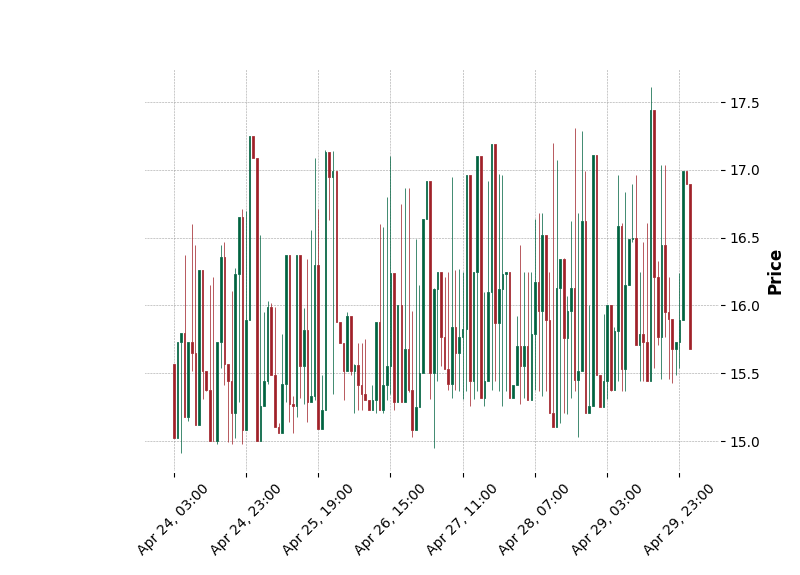 17.5
17.0
16.5
16.0
15.5
15.0
Price
Apr 24, 03:00
Apr 24, 23:00
Apr 25, 19:00
Apr 26, 15:00
Apr 27, 11:00
Apr 28, 07:00
Apr 29, 03:00
Apr 29, 23:00